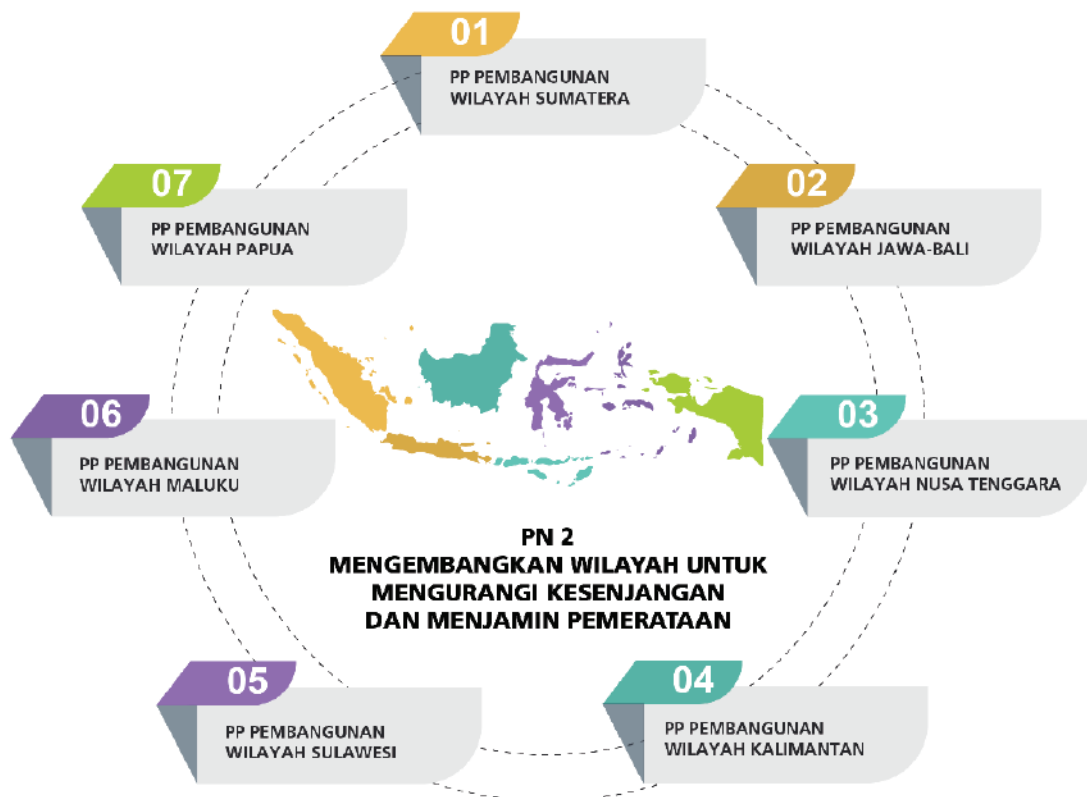 01
PP PEMBANGUNAN
WILAYAH SUMATERA
02
PP PEMBANGUNAN
WILAYAH JAWA-BALI
03
PP PEMBANGUNAN
WILAYAH NUSA TENGGARA
04
PP PEMBANGUNAN
WILAYAH KALIMANTAN
05
PP PEMBANGUNAN
WILAYAH SULAWESI
06
PP PEMBANGUNAN
WILAYAH MALUKU
07
PP PEMBANGUNAN
WILAYAH PAPUA
PN 2
MENGEMBANGKAN WILAYAH UNTUK
MENGURANGI KESENJANGAN
DAN MENJAMIN PEMERATAAN